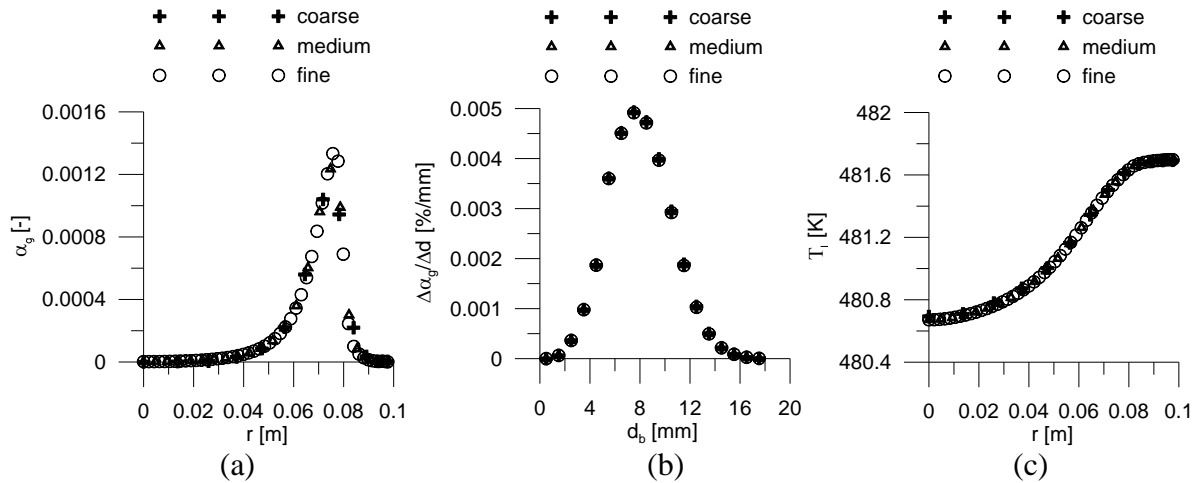 coarse
medium
fine
0.0016
0.0012
0.0008
0.0004
0
α_g [-]
0 0.02 0.04 0.06 0.08 0.1
r [m]
(a)
coarse
medium
fine
0.005
0.004
0.003
0.002
0.001
0
Δα_g/Δd [%/mm]
0 4 8 12 16 20
d_b [mm]
(b)
coarse
medium
fine
482
481.6
481.2
480.8
480.4
T_l [K]
0 0.02 0.04 0.06 0.08 0.1
r [m]
(c)